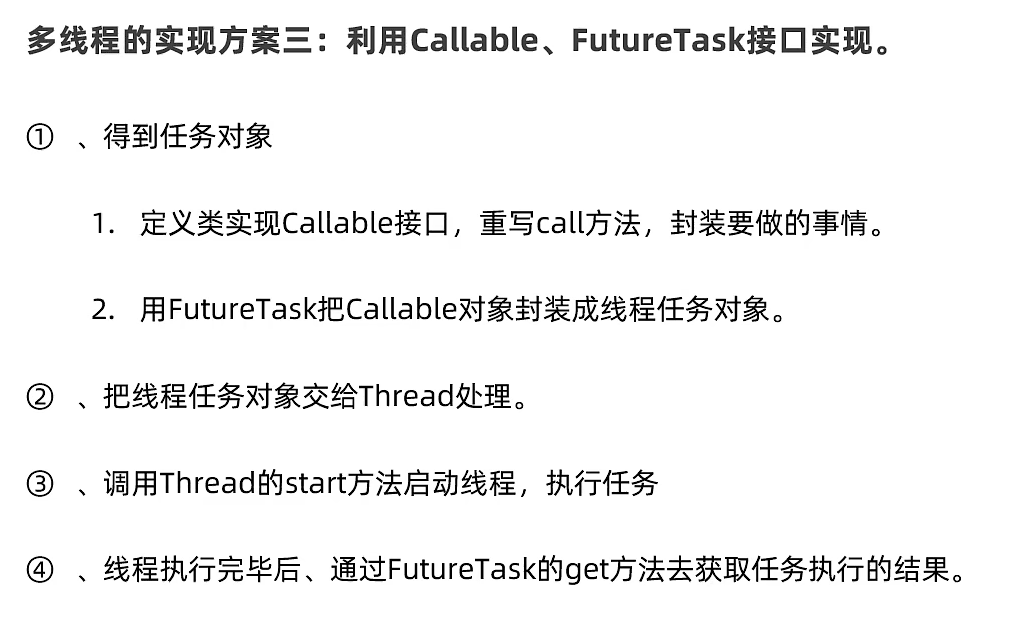 多线程的实现方案三：利用Callable、FutureTask接口实现。
① 、得到任务对象
1. 定义类实现Callable接口，重写call方法，封装要做的事情。
2. 用FutureTask把Callable对象封装成线程任务对象。
② 、把线程任务对象交给Thread处理。
③ 、调用Thread的start方法启动线程，执行任务
④ 、线程执行完毕后、通过FutureTask的get方法去获取任务执行的结果。